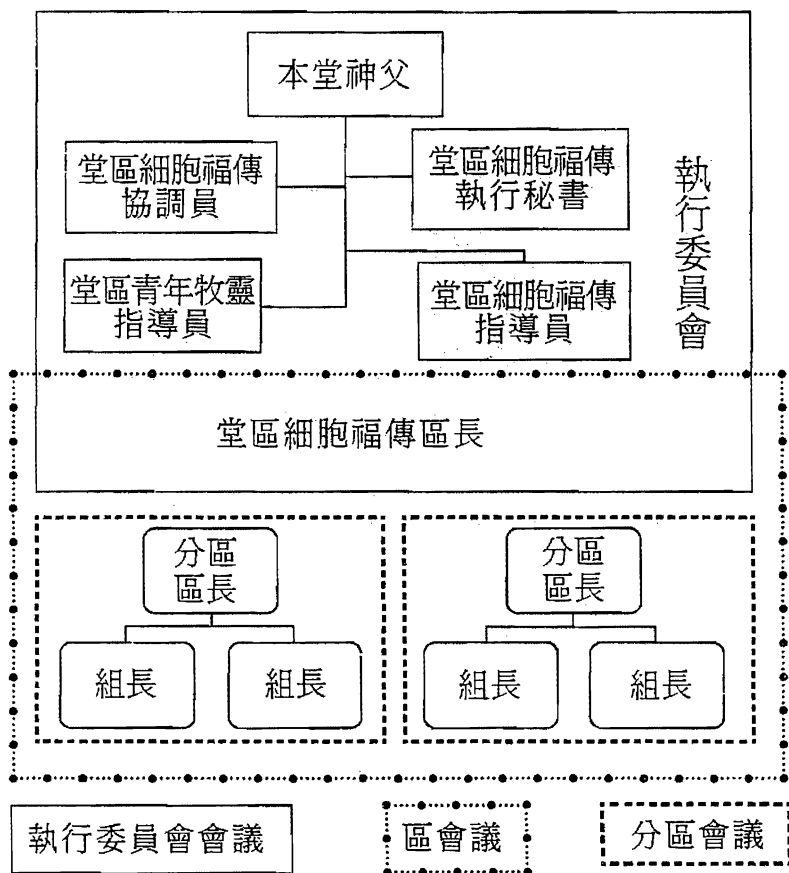 本堂神父
堂區細胞福傳
協調員
堂區細胞福傳
執行秘書
堂區青年牧靈
指導員
堂區細胞福傳
指導員
執行委員會
堂區細胞福傳區長
分區
區長
組長
組長
分區
區長
組長
組長
執行委員會會議
區會議
分區會議